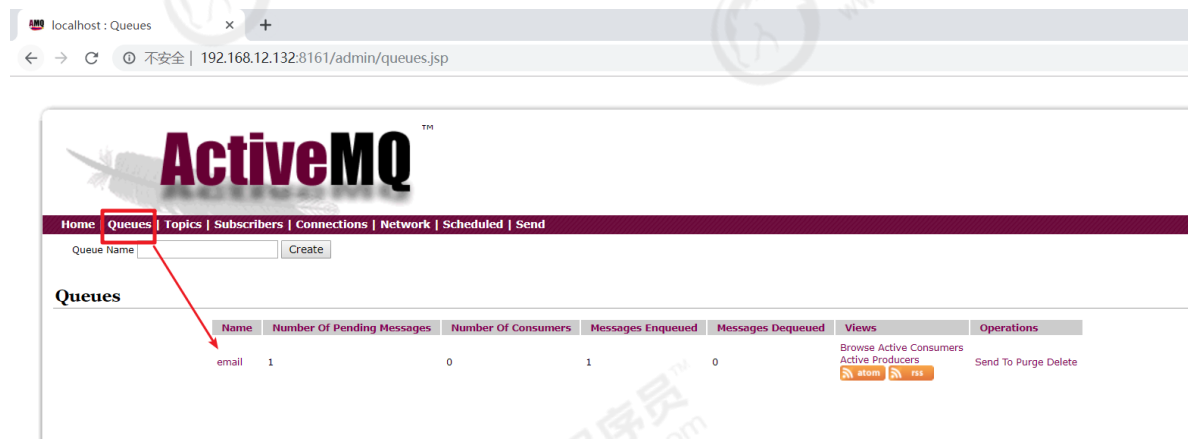 localhost : Queues
不安全 | 192.168.12.132:8161/admin/queues.jsp
ActiveMQ™
Home | Queues | Topics | Subscribers | Connections | Network | Scheduled | Send
Queue Name Create
Queues
Name Number Of Pending Messages Number Of Consumers Messages Enqueued Messages Dequeued Views Operations
email 1 0 1 0 Browse Active Consumers
Active Producers
atom rss
Send To Purge Delete